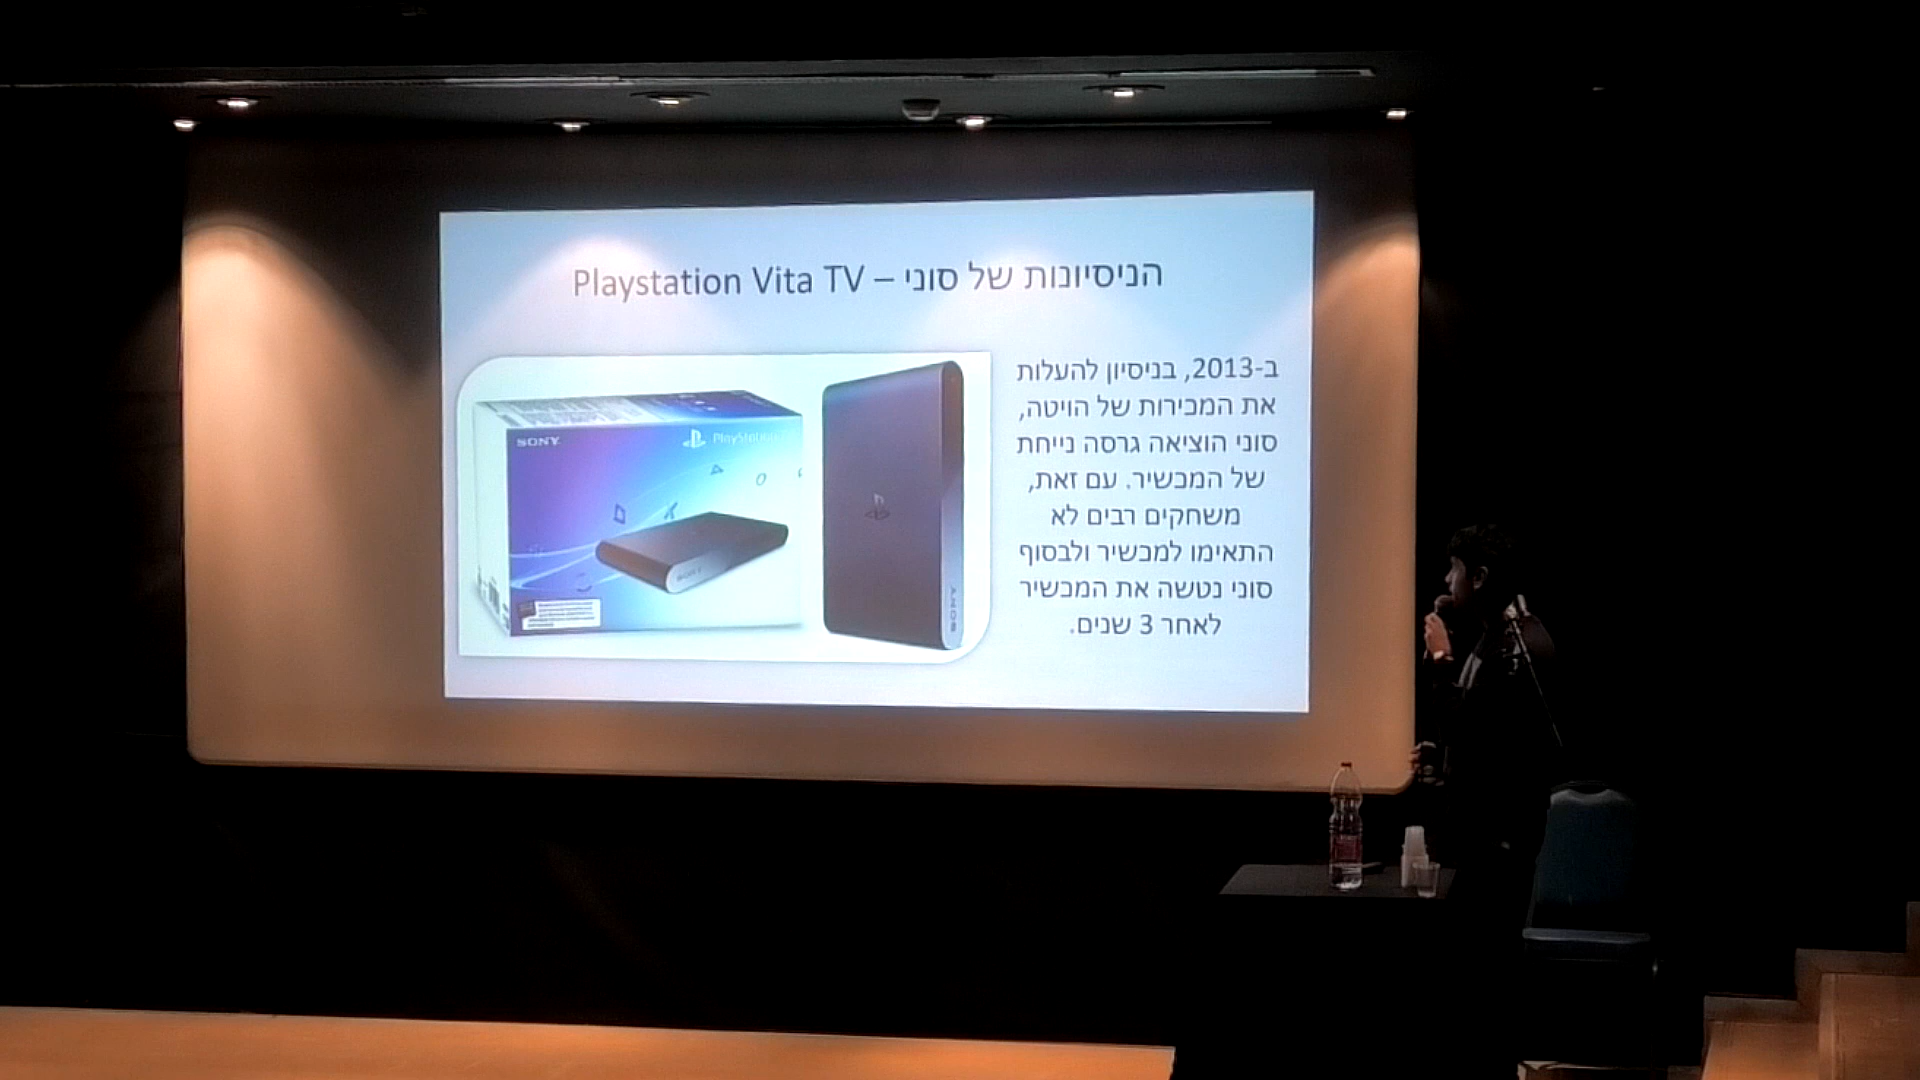 הניסיונות של סוני – Playstation Vita TV
ב-2013, בניסיון להעלות
את המכירות של הויטה,
סוני הוציאה גרסה נייחת
של המכשיר. עם זאת,
משחקים רבים לא
התאימו למכשיר ולבסוף
סוני נטשה את המכשיר
לאחר 3 שנים.
SONY
PlayStation
SONY
SONY